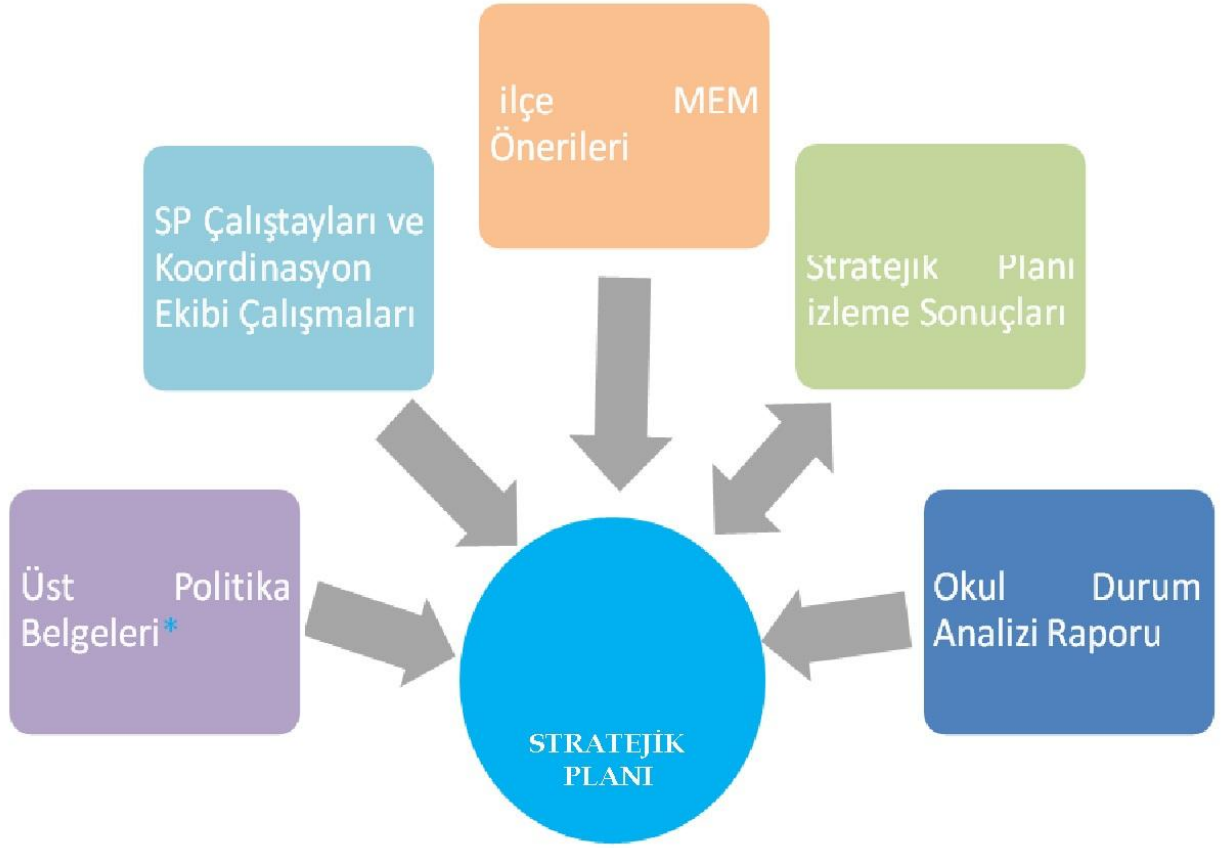 ilçe MEM
Önerileri
SP Çalıştayları ve
Koordinasyon
Ekibi Çalışmaları
Stratejik Planı
izleme Sonuçları
Üst Politika
Belgeleri*
Okul Durum
Analizi Raporu
STRATEJİK
PLANI